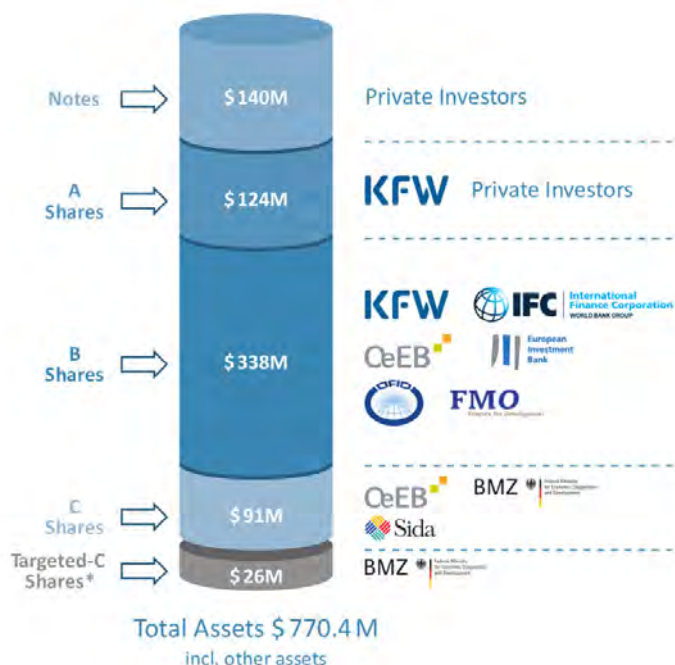 Notes
$ 140M
Private Investors
A
Shares
$ 124M
KFW
Private Investors
B
Shares
$ 338M
KFW
IFC
International
Finance Corporation
WORLD BANK GROUP
OeEB
European
Investment
Bank
OFID
FMO
C
Shares
$ 91M
OeEB
BMZ
Sida
Targeted-C
Shares*
$ 26M
BMZ
Total Assets $ 770.4 M
incl. other assets